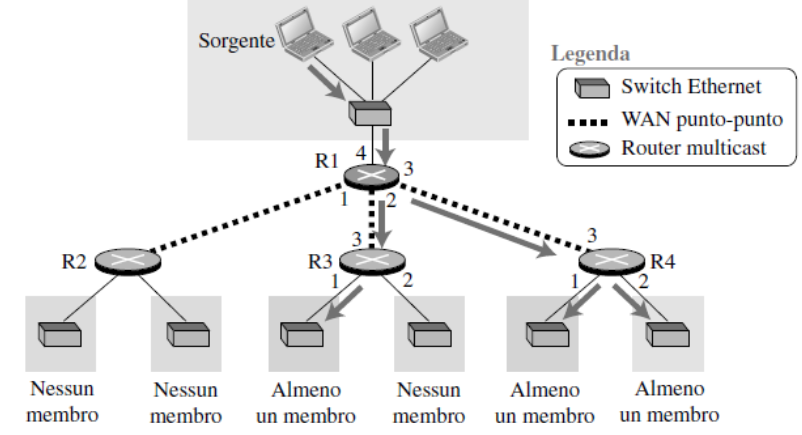 Sorgente
Legenda
Switch Ethernet
WAN punto-punto
Router multicast
4
R1
3
1
2
3
3
R2
R3
R4
1
2
1
2
Nessun
membro
Nessun
membro
Almeno
un membro
Nessun
membro
Almeno
un membro
Almeno
un membro